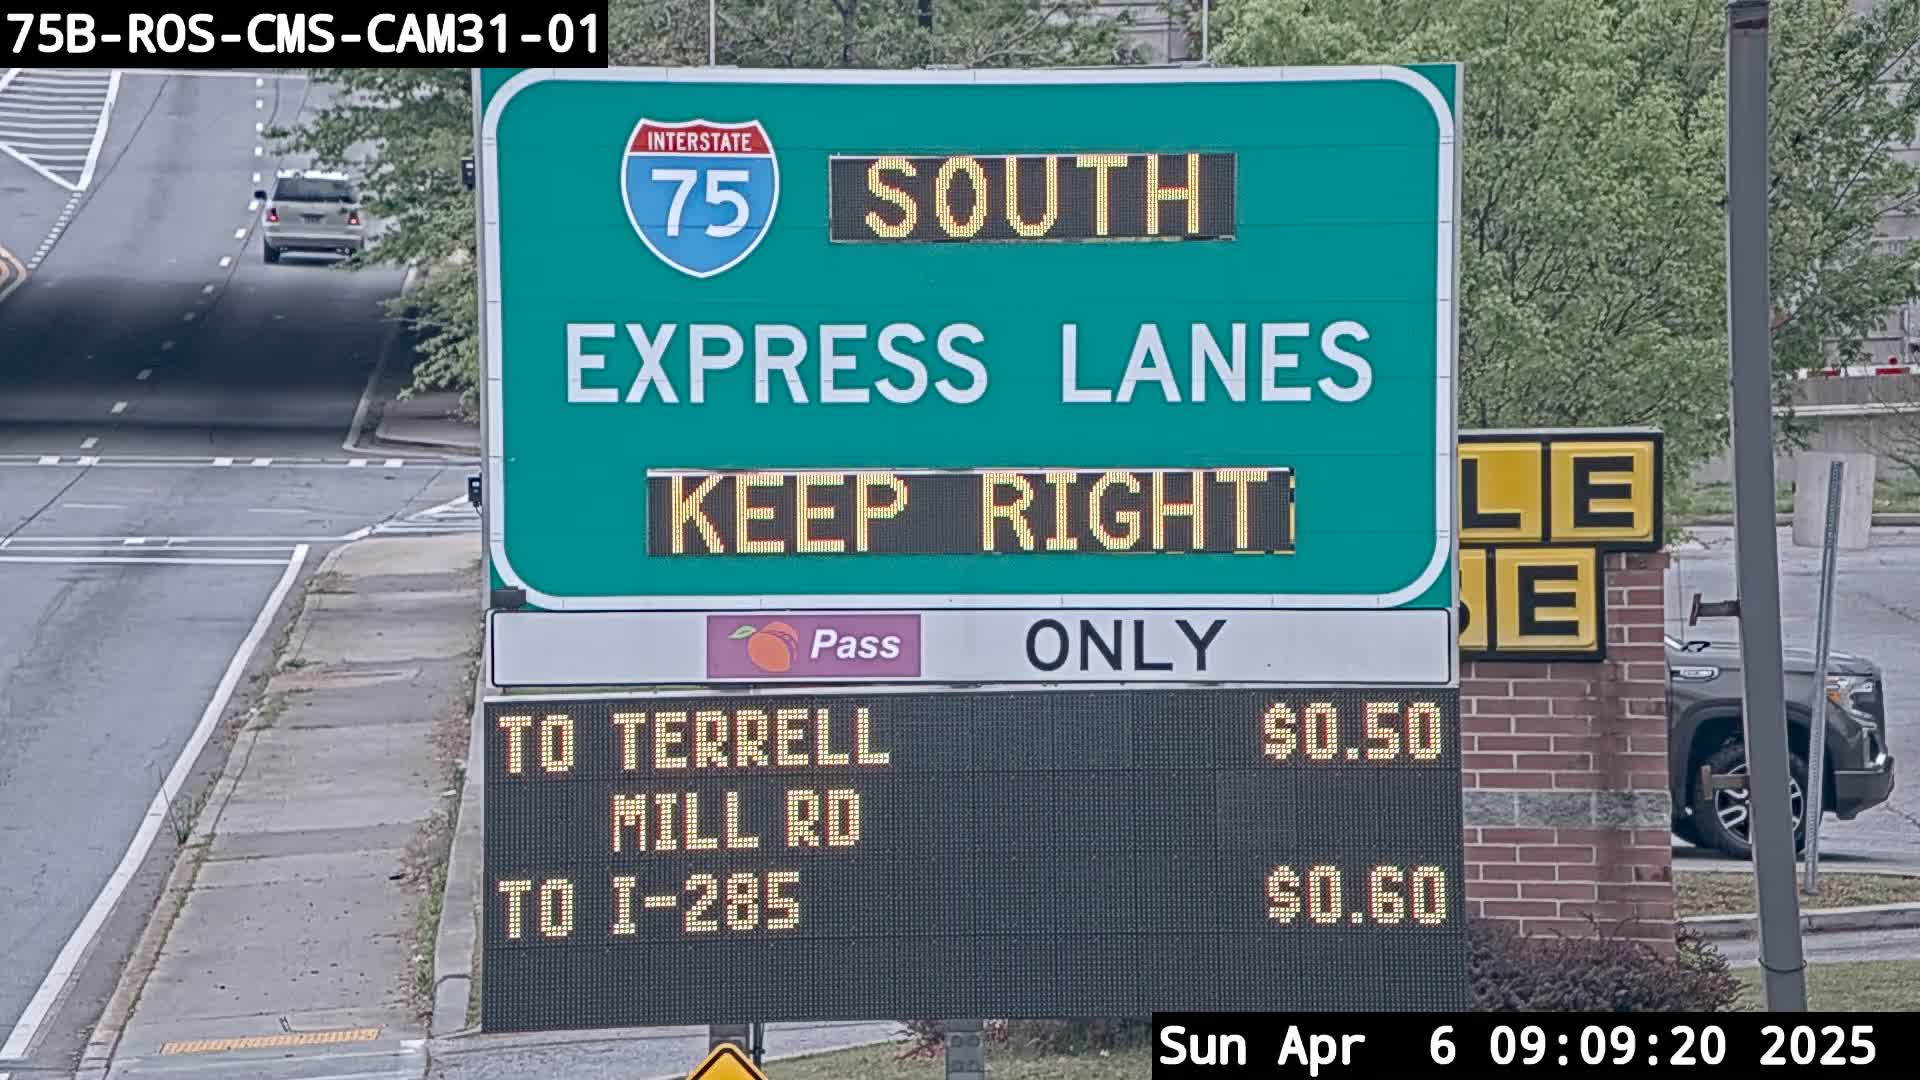 75B-ROS-CMS-CAM31-01
INTERSTATE
75
SOUTH
EXPRESS LANES
KEEP RIGHT
Pass ONLY
TO TERRELL $0.50
MILL RD
TO I-285 $0.60
LE
E
Sun Apr 6 09:09:20 2025